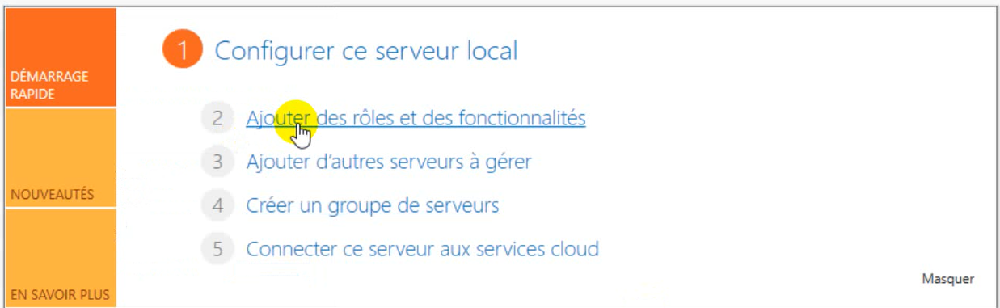 1 Configurer ce serveur local
DÉMARRAGE
RAPIDE
2 Ajouter des rôles et des fonctionnalités
3 Ajouter d’autres serveurs à gérer
NOUVEAUTÉS
4 Créer un groupe de serveurs
5 Connecter ce serveur aux services cloud
Masquer
EN SAVOIR PLUS